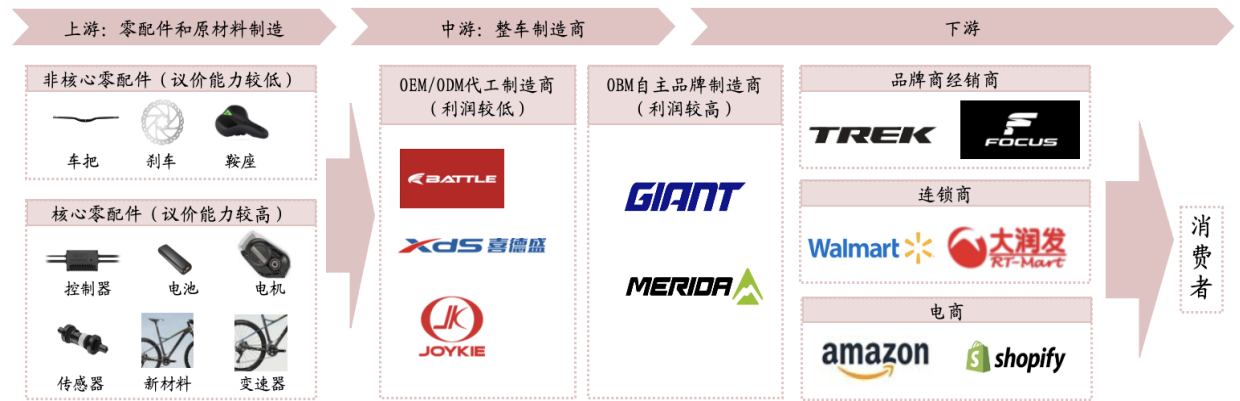 上游：零配件和原材料制造
中游：整车制造商
下游
非核心零配件（议价能力较低）
车把
刹车
鞍座
核心零配件（议价能力较高）
控制器
电池
电机
传感器
新材料
变速器
OEM/ODM代工制造商
（利润较低）
BATTLE
XDS 喜德盛
JK
JOYKIE
OBM自主品牌制造商
（利润较高）
GIANT
MERIDA
品牌商经销商
TREK
FOCUS
连锁商
Walmart
大润发
RT-Mart
电商
amazon
shopify
消费者